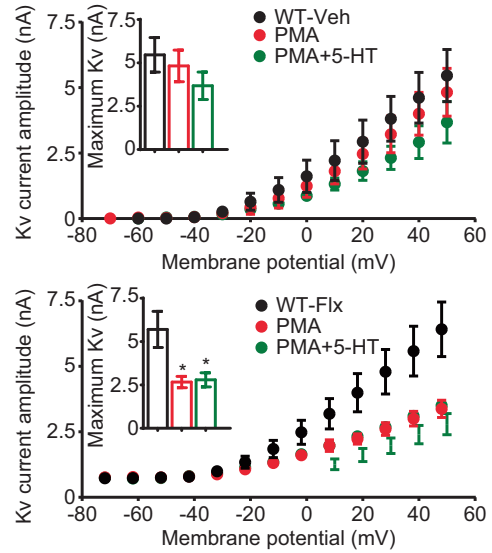 Kv current amplitude (nA)
7.5
5
2.5
0
Maximum Kv (nA)
7.5
5
2.5
0
WT-Veh
PMA
PMA+5-HT
-80 -60 -40 -20 0 20 40 60
Membrane potential (mV)
Kv current amplitude (nA)
7.5
5
2.5
0
Maximum Kv (nA)
7.5
5
2.5
0
* *
WT-Flx
PMA
PMA+5-HT
-80 -60 -40 -20 0 20 40 60
Membrane potential (mV)